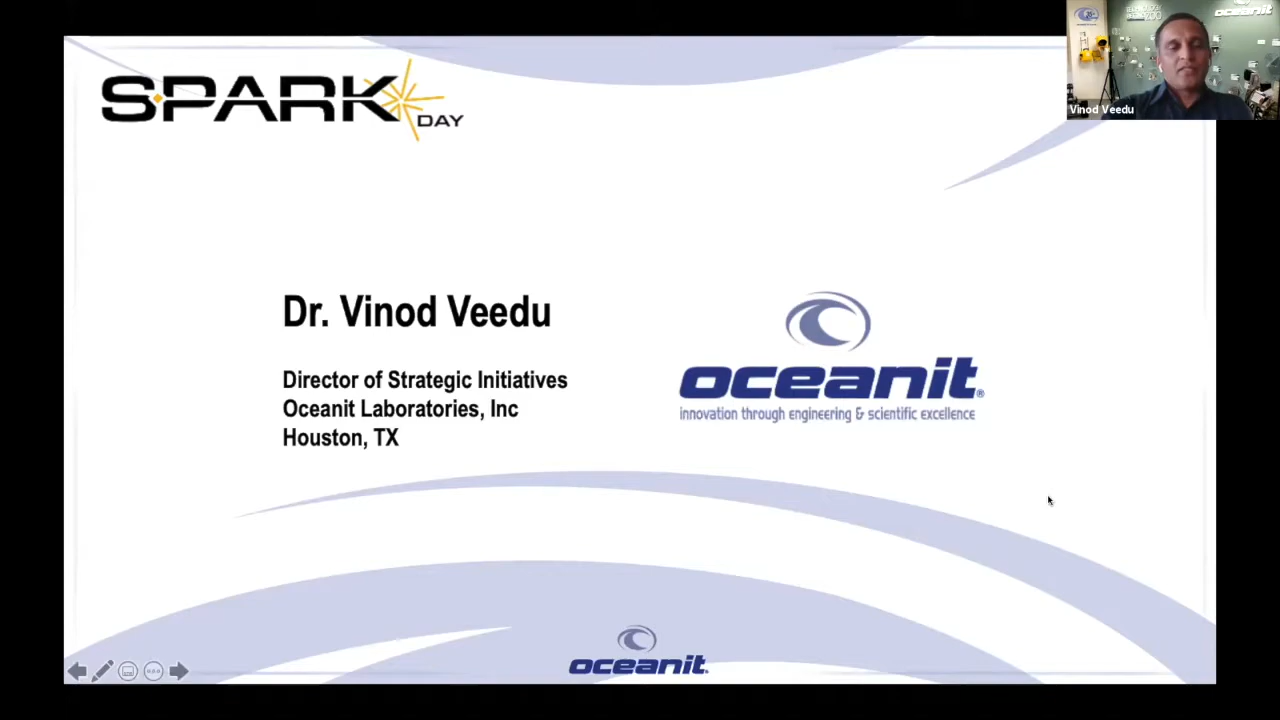 SPARK DAY
oceanit
Vinod Veedu
Dr. Vinod Veedu
Director of Strategic Initiatives
Oceanit Laboratories, Inc
Houston, TX
oceanit®
innovation through engineering & scientific excellence
oceanit